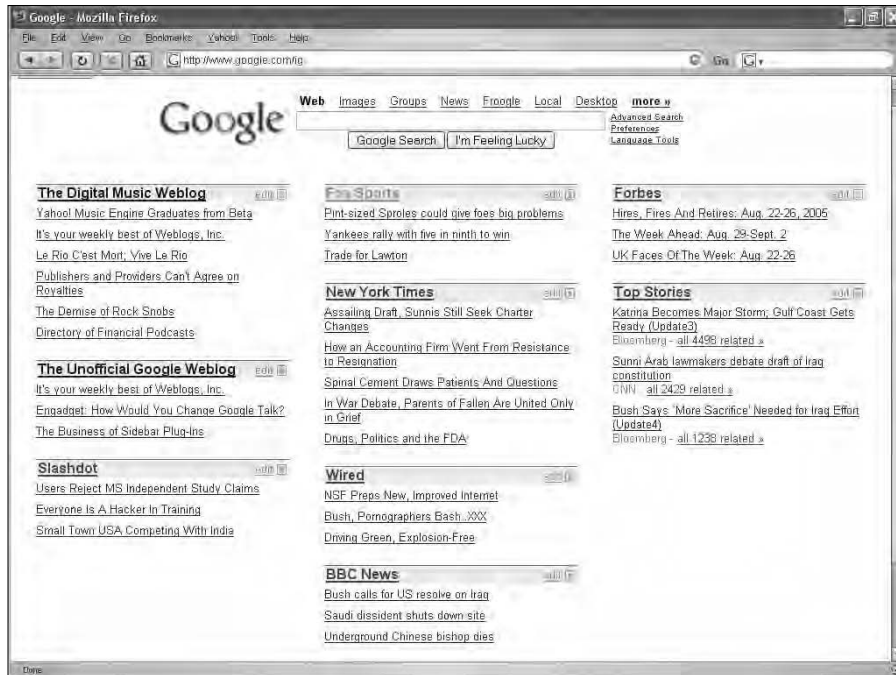 Google - Mozilla Firefox
File Edit View Go Bookmarks Yahoo! Tools Help
G http://www.google.com/ig
Go
G
Google
Web Images Groups News Froogle Local Desktop more »
Google Search
I'm Feeling Lucky
Advanced Search
Preferences
Language Tools
The Digital Music Weblog
edit
Yahoo! Music Engine Graduates from Beta
It's your weekly best of Weblogs, Inc.
Le Rio C'est Mort; Vive Le Rio
Publishers and Providers Can't Agree on
Royalties
The Demise of Rock Snobs
Directory of Financial Podcasts
The Unofficial Google Weblog
edit
It's your weekly best of Weblogs, Inc.
Engadget: How Would You Change Google Talk?
The Business of Sidebar Plug-Ins
Slashdot
edit
Users Reject MS Independent Study Claims
Everyone Is A Hacker In Training
Small Town USA Competing With India
Fox Sports
edit
Pint-sized Sproles could give foes big problems
Yankees rally with five in ninth to win
Trade for Lawton
New York Times
edit
Assailing Draft, Sunnis Still Seek Charter
Changes
How an Accounting Firm Went From Resistance
to Resignation
Spinal Cement Draws Patients And Questions
In War Debate, Parents of Fallen Are United Only
in Grief
Drugs, Politics and the FDA
Wired
edit
NSF Preps New, Improved Internet
Bush, Pornographers Bash .XXX
Driving Green, Explosion-Free
BBC News
edit
Bush calls for US resolve on Iraq
Saudi dissident shuts down site
Underground Chinese bishop dies
Forbes
edit
Hires, Fires And Retires: Aug. 22-26, 2005
The Week Ahead: Aug. 29-Sept. 2
UK Faces Of The Week: Aug. 22-26
Top Stories
edit
Katrina Becomes Major Storm; Gulf Coast Gets
Ready (Update3)
Bloomberg - all 4498 related »
Sunni Arab lawmakers debate draft of Iraq
constitution
CNN - all 2429 related »
Bush Says 'More Sacrifice' Needed for Iraq Effort
(Update4)
Bloomberg - all 1238 related »
Done